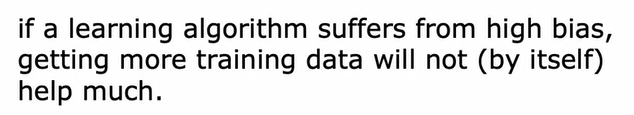 if a learning algorithm suffers from high bias,
getting more training data will not (by itself)
help much.